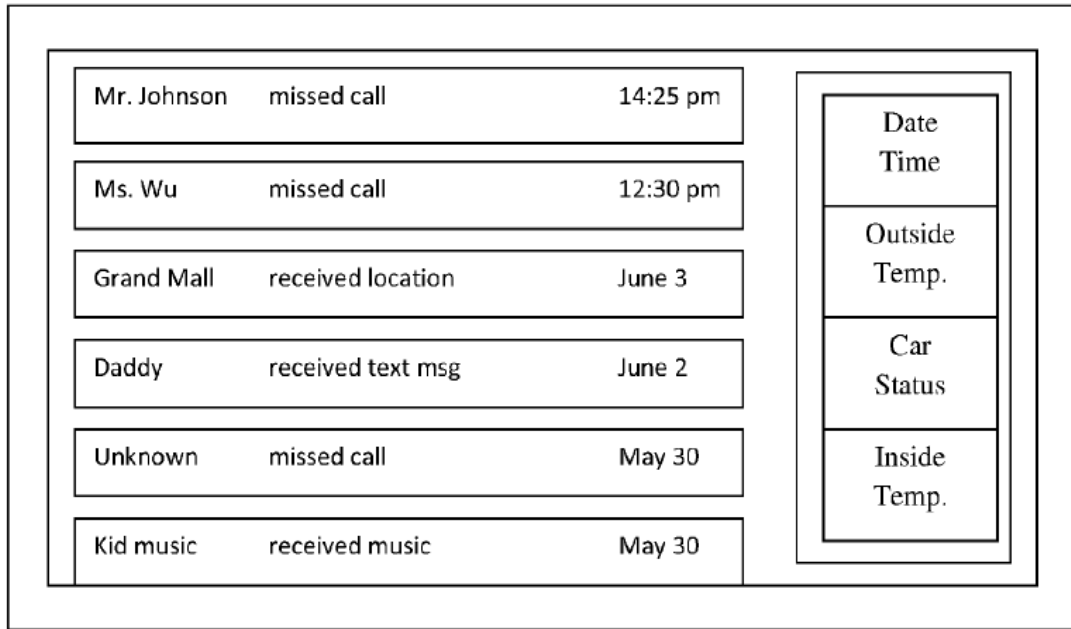 Mr. Johnson missed call 14:25 pm
Ms. Wu missed call 12:30 pm
Grand Mall received location June 3
Daddy received text msg June 2
Unknown missed call May 30
Kid music received music May 30
Date
Time
Outside
Temp.
Car
Status
Inside
Temp.